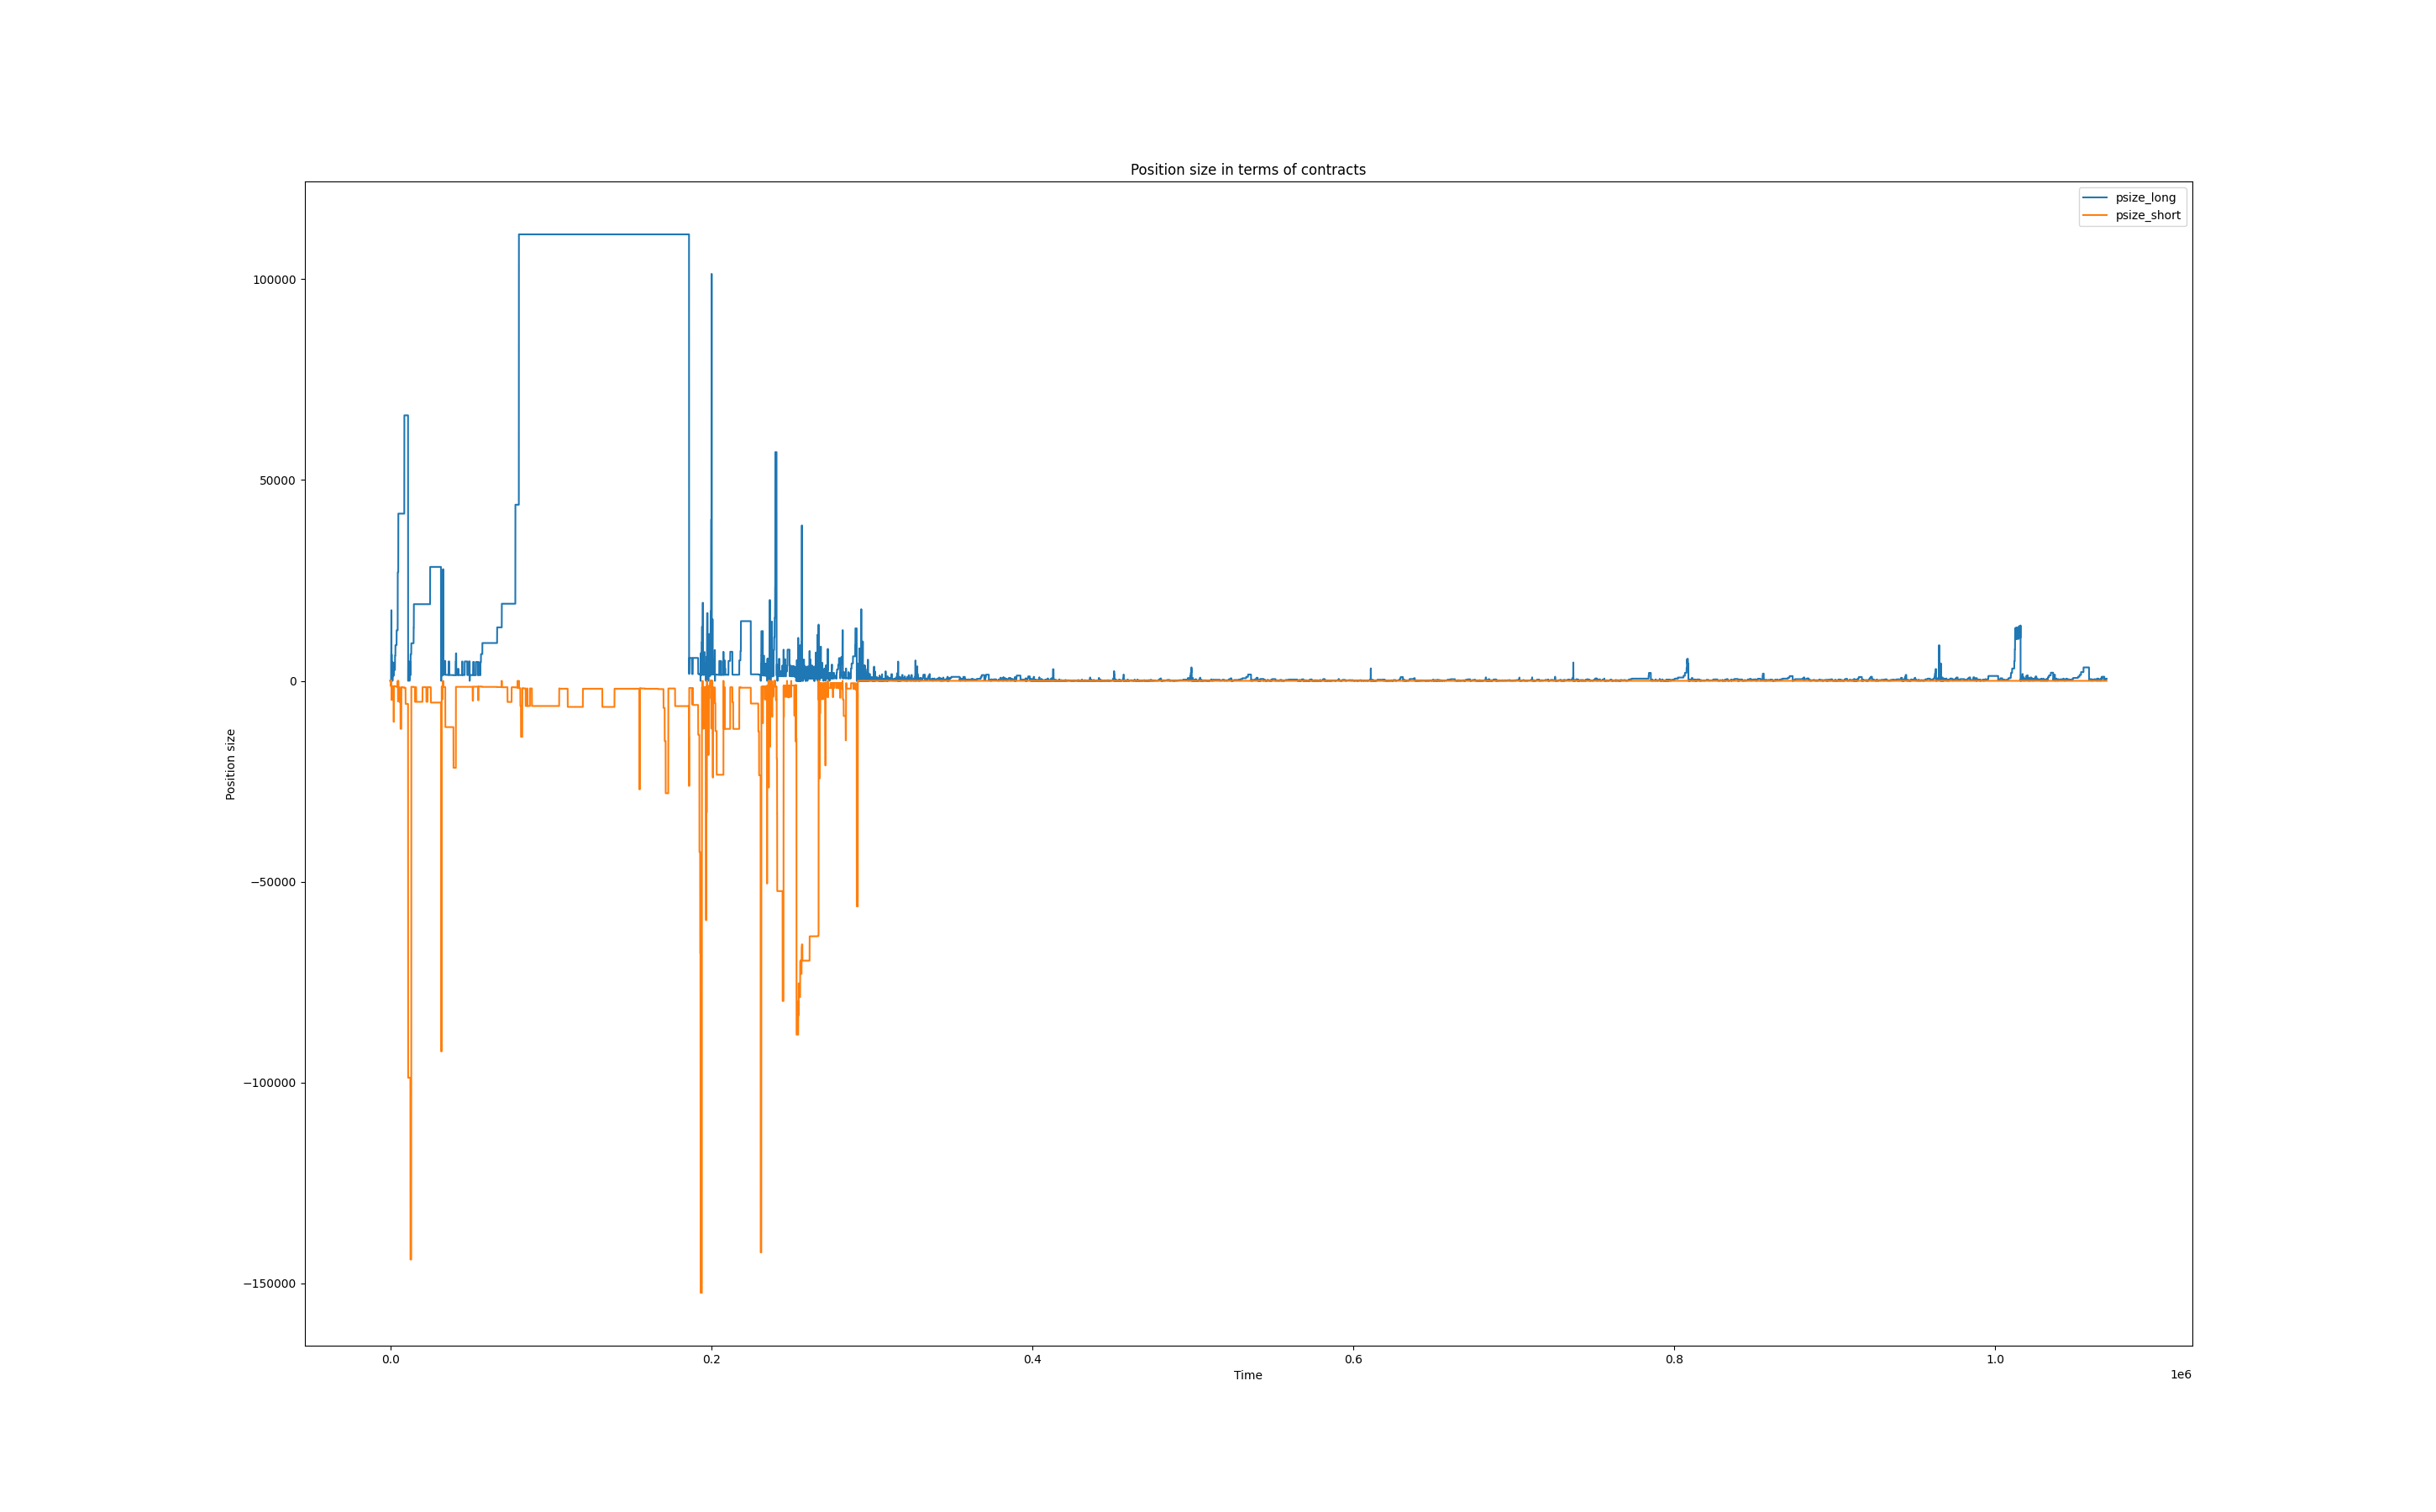 Position size in terms of contracts
psize_long
psize_short
100000
50000
0
−50000
−100000
−150000
Position size
0.0
0.2
0.4
0.6
0.8
1.0
Time
1e6